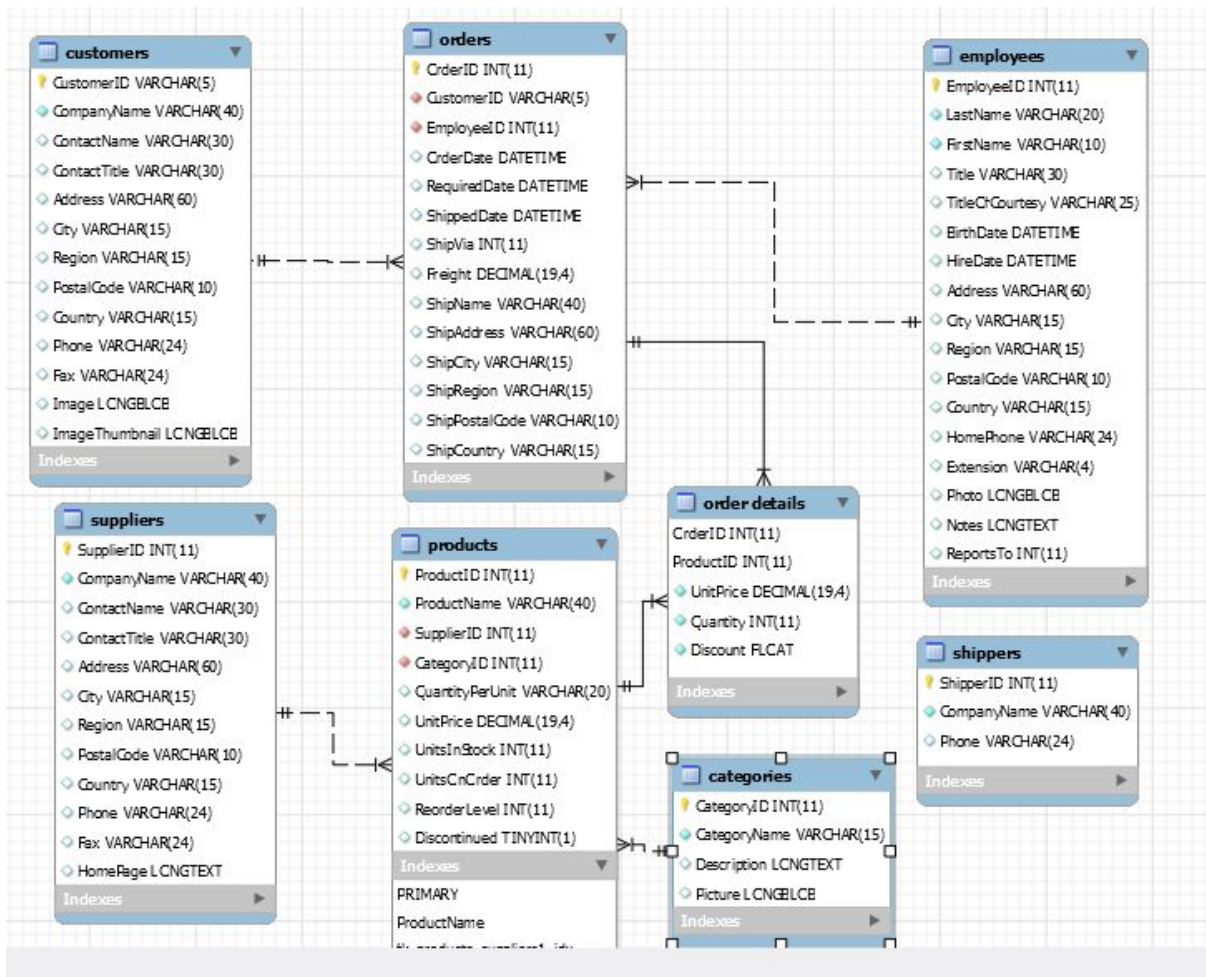 customers
CustomerID VARCHAR(5)
CompanyName VARCHAR(40)
ContactName VARCHAR(30)
ContactTitle VARCHAR(30)
Address VARCHAR(60)
City VARCHAR(15)
Region VARCHAR(15)
PostalCode VARCHAR(10)
Country VARCHAR(15)
Phone VARCHAR(24)
Fax VARCHAR(24)
Image LONGBLOB
ImageThumbnail LONGBLOB
Indexes
orders
OrderID INT(11)
CustomerID VARCHAR(5)
EmployeeID INT(11)
OrderDate DATETIME
RequiredDate DATETIME
ShippedDate DATETIME
ShipVia INT(11)
Freight DECIMAL(19,4)
ShipName VARCHAR(40)
ShipAddress VARCHAR(60)
ShipCity VARCHAR(15)
ShipRegion VARCHAR(15)
ShipPostalCode VARCHAR(10)
ShipCountry VARCHAR(15)
Indexes
employees
EmployeeID INT(11)
LastName VARCHAR(20)
FirstName VARCHAR(10)
Title VARCHAR(30)
TitleOfCourtesy VARCHAR(25)
BirthDate DATETIME
HireDate DATETIME
Address VARCHAR(60)
City VARCHAR(15)
Region VARCHAR(15)
PostalCode VARCHAR(10)
Country VARCHAR(15)
HomePhone VARCHAR(24)
Extension VARCHAR(4)
Photo LONGBLOB
Notes LONGTEXT
ReportsTo INT(11)
Indexes
suppliers
SupplierID INT(11)
CompanyName VARCHAR(40)
ContactName VARCHAR(30)
ContactTitle VARCHAR(30)
Address VARCHAR(60)
City VARCHAR(15)
Region VARCHAR(15)
PostalCode VARCHAR(10)
Country VARCHAR(15)
Phone VARCHAR(24)
Fax VARCHAR(24)
HomePage LONGTEXT
Indexes
products
ProductID INT(11)
ProductName VARCHAR(40)
SupplierID INT(11)
CategoryID INT(11)
QuantityPerUnit VARCHAR(20)
UnitPrice DECIMAL(19,4)
UnitsInStock INT(11)
UnitsOnOrder INT(11)
ReorderLevel INT(11)
Discontinued TINYINT(1)
Indexes
PRIMARY
ProductName
order details
OrderID INT(11)
ProductID INT(11)
UnitPrice DECIMAL(19,4)
Quantity INT(11)
Discount FLOAT
Indexes
categories
CategoryID INT(11)
CategoryName VARCHAR(15)
Description LONGTEXT
Picture LONGBLOB
Indexes
shippers
ShipperID INT(11)
CompanyName VARCHAR(40)
Phone VARCHAR(24)
Indexes